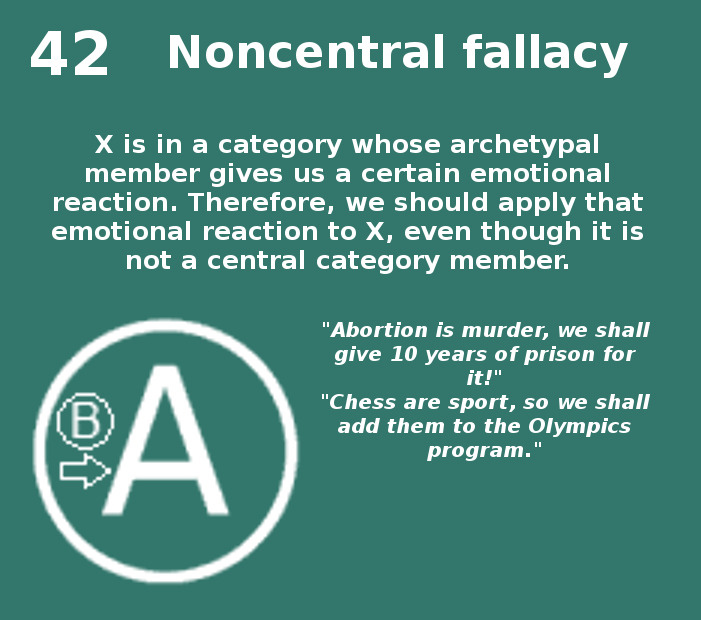 42 Noncentral fallacy
X is in a category whose archetypal
member gives us a certain emotional
reaction. Therefore, we should apply that
emotional reaction to X, even though it is
not a central category member.
B
A
"Abortion is murder, we shall
give 10 years of prison for
it!"
"Chess are sport, so we shall
add them to the Olympics
program."